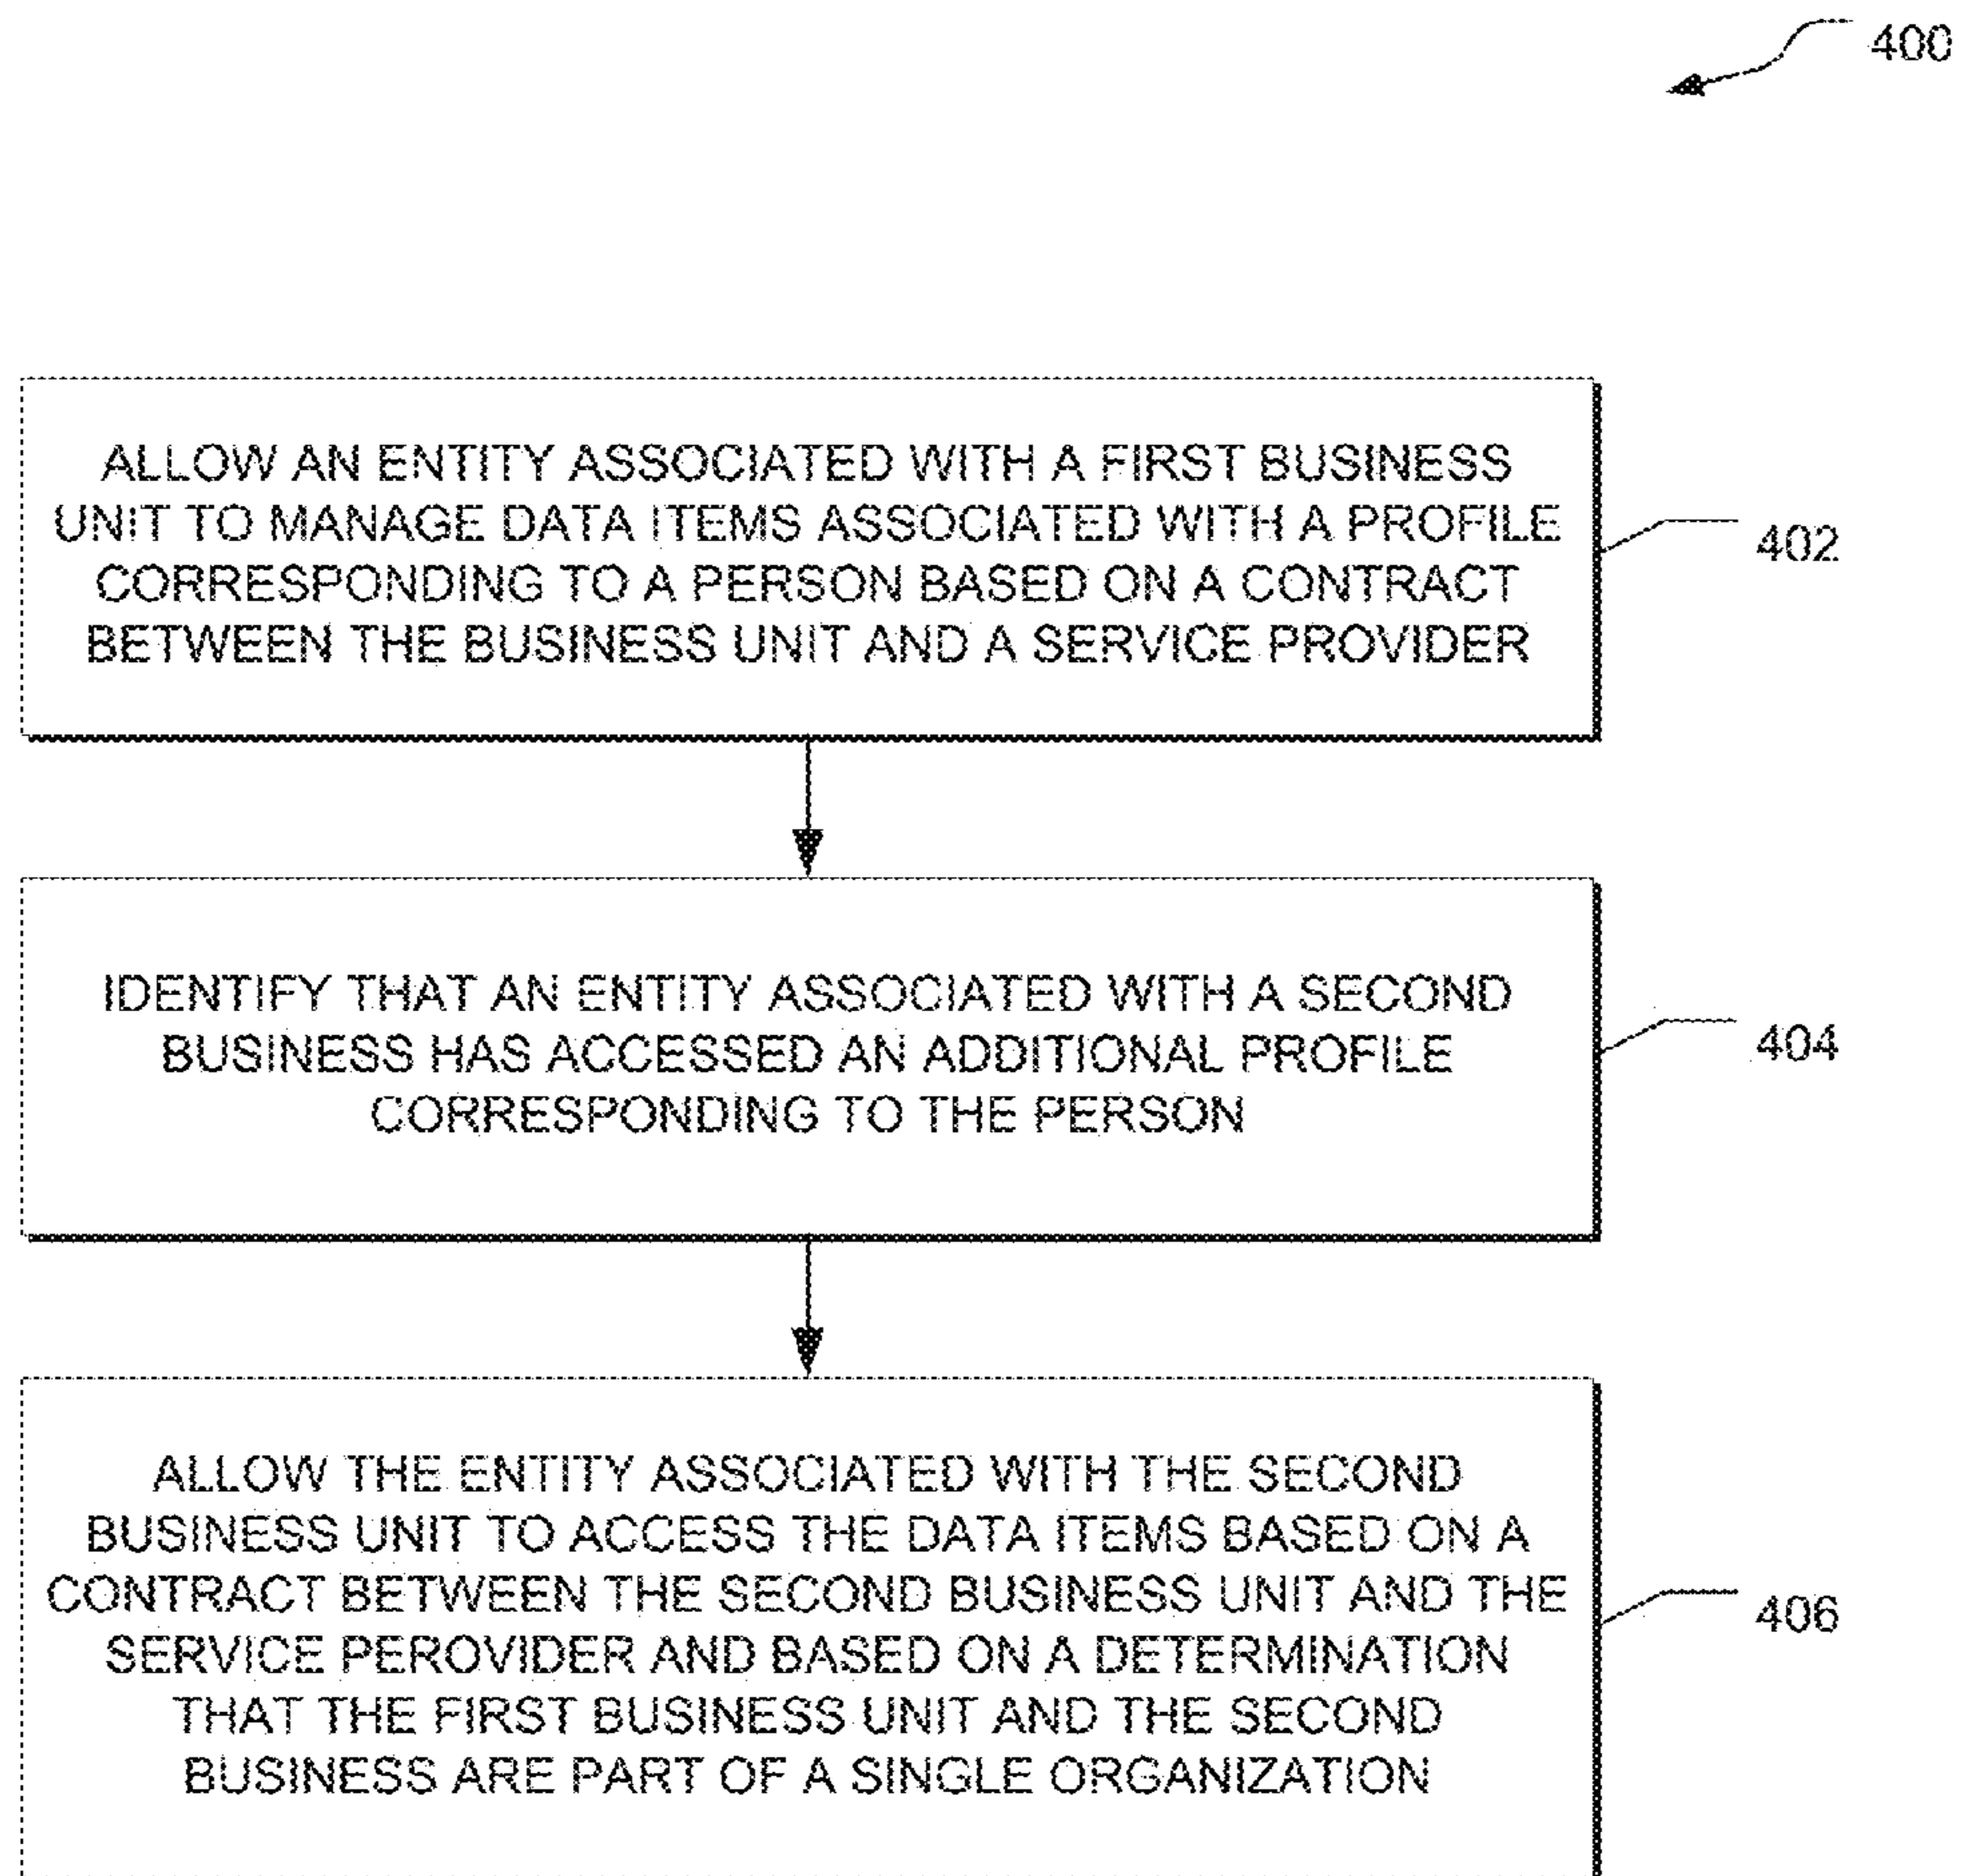 400
ALLOW AN ENTITY ASSOCIATED WITH A FIRST BUSINESS
UNIT TO MANAGE DATA ITEMS ASSOCIATED WITH A PROFILE
CORRESPONDING TO A PERSON BASED ON A CONTRACT
BETWEEN THE BUSINESS UNIT AND A SERVICE PROVIDER
402
IDENTIFY THAT AN ENTITY ASSOCIATED WITH A SECOND
BUSINESS HAS ACCESSED AN ADDITIONAL PROFILE
CORRESPONDING TO THE PERSON
404
ALLOW THE ENTITY ASSOCIATED WITH THE SECOND
BUSINESS UNIT TO ACCESS THE DATA ITEMS BASED ON A
CONTRACT BETWEEN THE SECOND BUSINESS UNIT AND THE
SERVICE PEROVIDER AND BASED ON A DETERMINATION
THAT THE FIRST BUSINESS UNIT AND THE SECOND
BUSINESS ARE PART OF A SINGLE ORGANIZATION
406